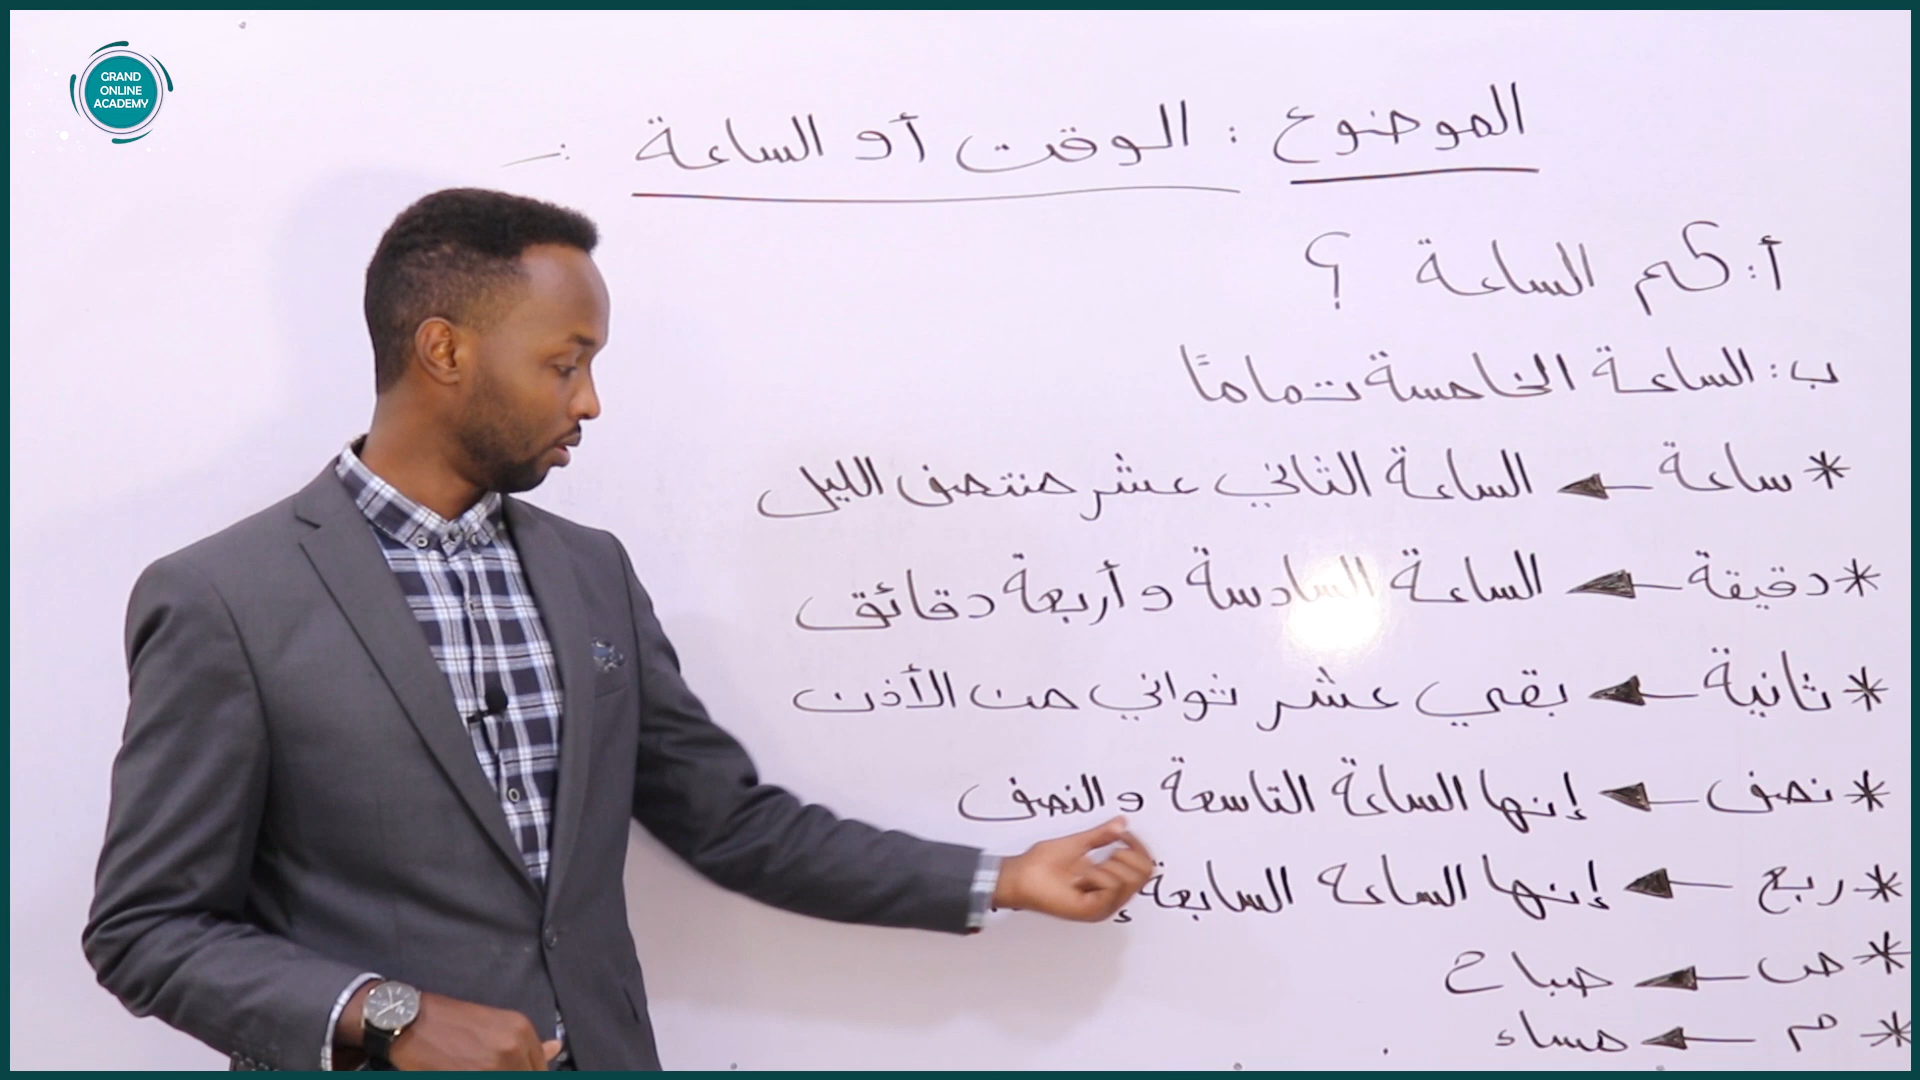 GRAND
ONLINE
ACADEMY
الموضوع : الوقت أو الساعة :-
أ: كم الساعة ؟
ب: الساعة الخامسة تمامًا
* ساعة ← الساعة الثاني عشر منتصف الليل
* دقيقة ← الساعة السادسة و أربعة دقائق
* ثانية ← بقي عشر ثواني من الأذن
* نصف ← إنها الساعة التاسعة و النصف
* ربع ← إنها الساعة السابعة
* ص ← صباح
* م ← مساء